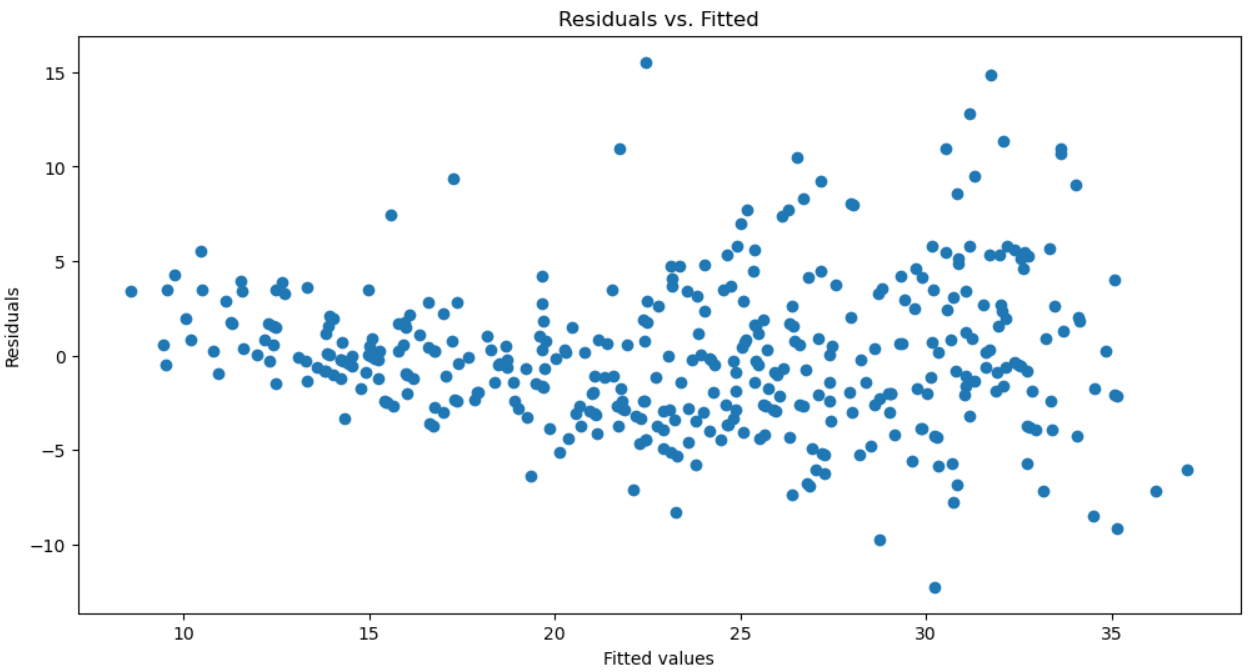 Residuals vs. Fitted
Residuals
15
10
5
0
−5
−10
10 15 20 25 30 35
Fitted values